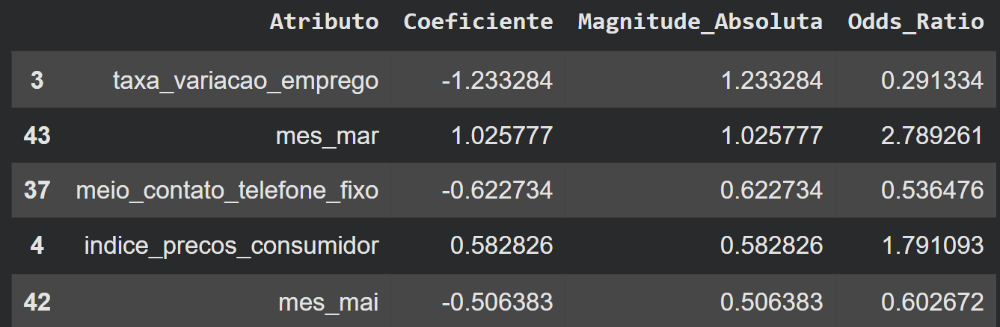 Atributo Coeficiente Magnitude_Absoluta Odds_Ratio
3 taxa_variacao_emprego -1.233284 1.233284 0.291334
43 mes_mar 1.025777 1.025777 2.789261
37 meio_contato_telefone_fixo -0.622734 0.622734 0.536476
4 indice_precos_consumidor 0.582826 0.582826 1.791093
42 mes_mai -0.506383 0.506383 0.602672